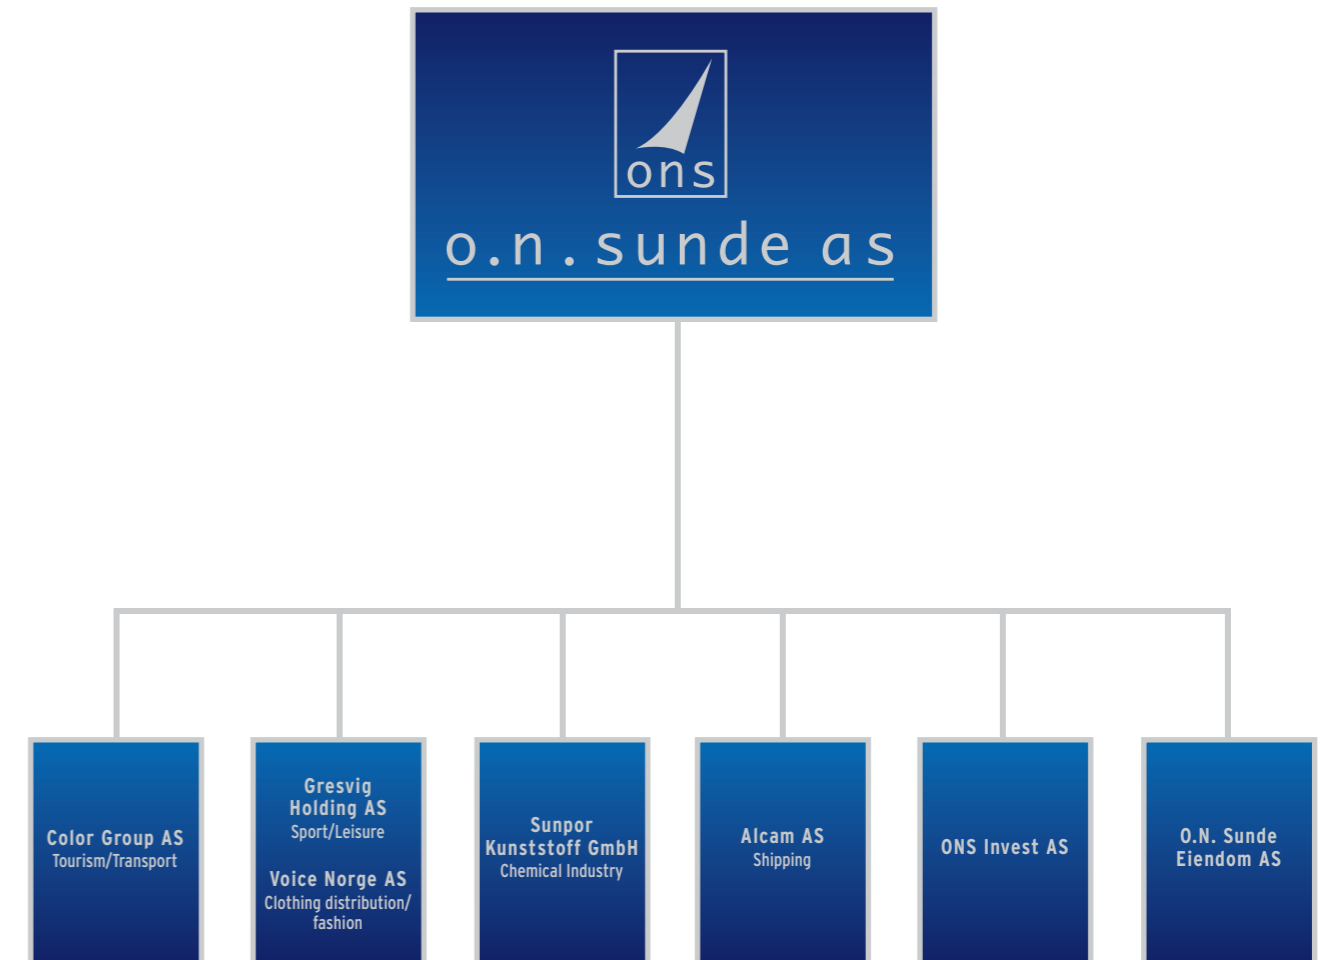 ons
o.n.sunde as
Color Group AS
Tourism/Transport
Gresvig
Holding AS
Sport/Leisure
Voice Norge AS
Clothing distribution/
fashion
Sunpor
Kunststoff GmbH
Chemical Industry
Alcam AS
Shipping
ONS Invest AS
O.N. Sunde
Eiendom AS